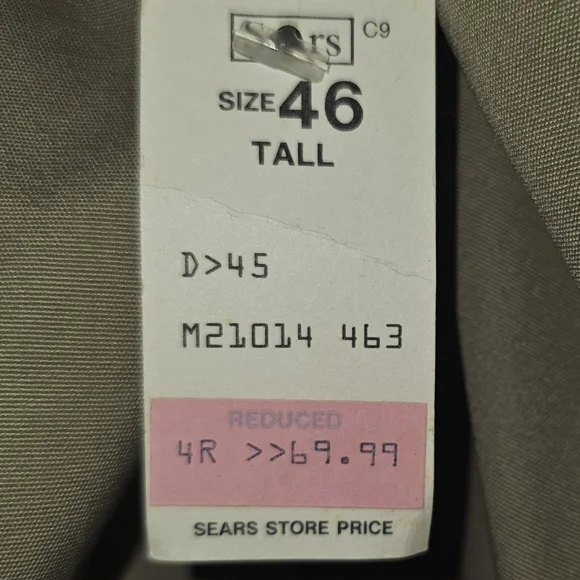 Sears C9
SIZE 46
TALL
D>45
M21014 463
REDUCED
4R >>69.99
SEARS STORE PRICE